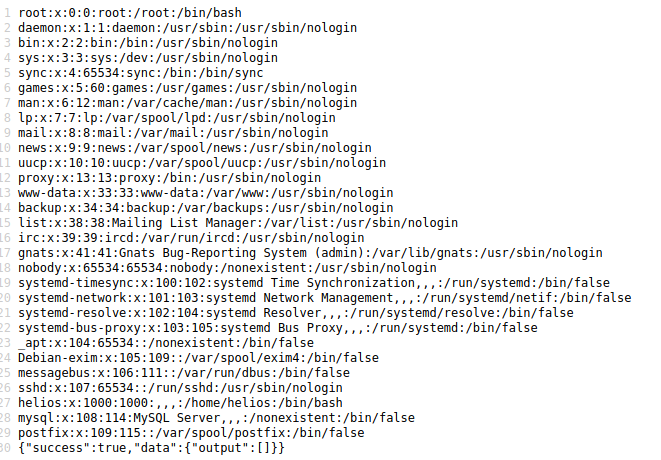 1 root:x:0:0:root:/root:/bin/bash
2 daemon:x:1:1:daemon:/usr/sbin:/usr/sbin/nologin
3 bin:x:2:2:bin:/bin:/usr/sbin/nologin
4 sys:x:3:3:sys:/dev:/usr/sbin/nologin
5 sync:x:4:65534:sync:/bin:/bin/sync
6 games:x:5:60:games:/usr/games:/usr/sbin/nologin
7 man:x:6:12:man:/var/cache/man:/usr/sbin/nologin
8 lp:x:7:7:lp:/var/spool/lpd:/usr/sbin/nologin
9 mail:x:8:8:mail:/var/mail:/usr/sbin/nologin
10 news:x:9:9:news:/var/spool/news:/usr/sbin/nologin
11 uucp:x:10:10:uucp:/var/spool/uucp:/usr/sbin/nologin
12 proxy:x:13:13:proxy:/bin:/usr/sbin/nologin
13 www-data:x:33:33:www-data:/var/www:/usr/sbin/nologin
14 backup:x:34:34:backup:/var/backups:/usr/sbin/nologin
15 list:x:38:38:Mailing List Manager:/var/list:/usr/sbin/nologin
16 irc:x:39:39:ircd:/var/run/ircd:/usr/sbin/nologin
17 gnats:x:41:41:Gnats Bug-Reporting System (admin):/var/lib/gnats:/usr/sbin/nologin
18 nobody:x:65534:65534:nobody:/nonexistent:/usr/sbin/nologin
19 systemd-timesync:x:100:102:systemd Time Synchronization,,,:/run/systemd:/bin/false
20 systemd-network:x:101:103:systemd Network Management,,,:/run/systemd/netif:/bin/false
21 systemd-resolve:x:102:104:systemd Resolver,,,:/run/systemd/resolve:/bin/false
22 systemd-bus-proxy:x:103:105:systemd Bus Proxy,,,:/run/systemd:/bin/false
23 _apt:x:104:65534::/nonexistent:/bin/false
24 Debian-exim:x:105:109::/var/spool/exim4:/bin/false
25 messagebus:x:106:111::/var/run/dbus:/bin/false
26 sshd:x:107:65534::/run/sshd:/usr/sbin/nologin
27 helios:x:1000:1000:,,,:/home/helios:/bin/bash
28 mysql:x:108:114:MySQL Server,,,:/nonexistent:/bin/false
29 postfix:x:109:115::/var/spool/postfix:/bin/false
30 {"success":true,"data":{"output":[]}}